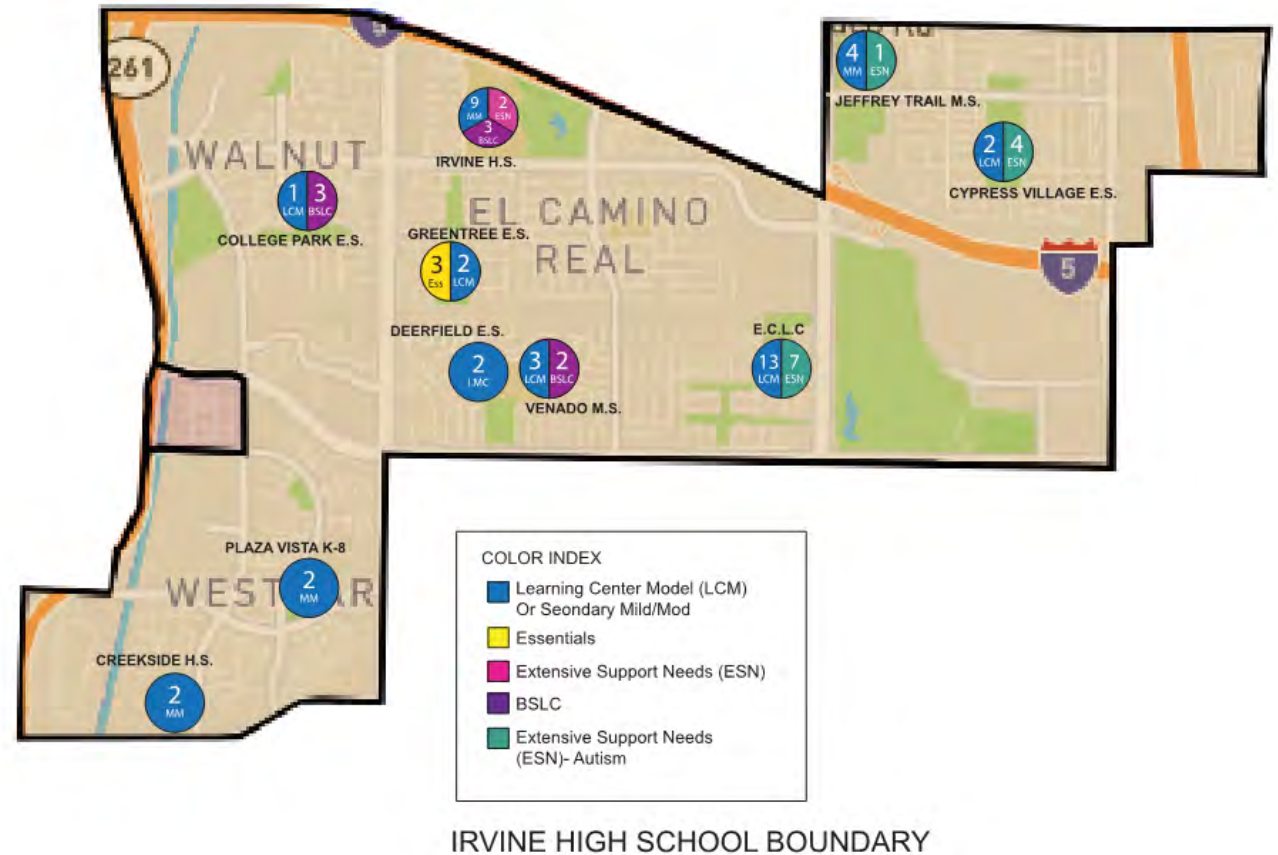 5
261
4
MM
1
ESN
JEFFREY TRAIL M.S.
9
MM
2
ESN
3
BSLC
IRVINE H.S.
WALNUT
2
LCM
4
ESN
CYPRESS VILLAGE E.S.
1
LCM
3
BSLC
COLLEGE PARK E.S.
EL CAMINO
REAL
GREENTREE E.S.
3
Ess
2
LCM
5
DEERFIELD E.S.
2
LMC
3
LCM
2
BSLC
VENADO M.S.
E.C.L.C
13
LCM
7
ESN
PLAZA VISTA K-8
2
MM
WEST
CREEKSIDE H.S.
2
MM
COLOR INDEX
Learning Center Model (LCM)
Or Seondary Mild/Mod
Essentials
Extensive Support Needs (ESN)
BSLC
Extensive Support Needs
(ESN)- Autism
IRVINE HIGH SCHOOL BOUNDARY